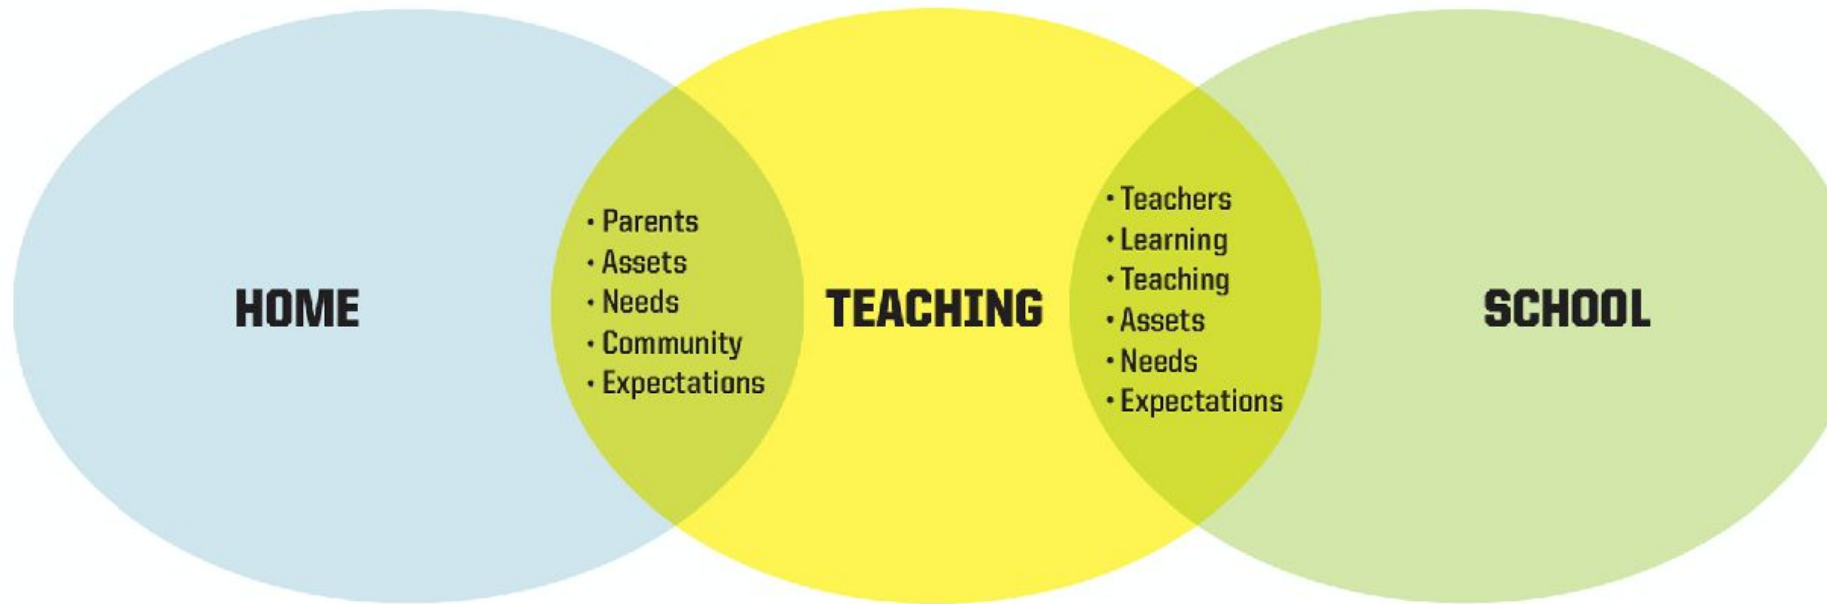 HOME
• Parents
• Assets
• Needs
• Community
• Expectations
TEACHING
• Teachers
• Learning
• Teaching
• Assets
• Needs
• Expectations
SCHOOL